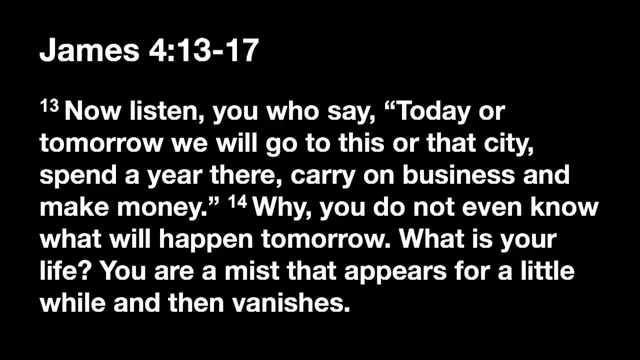 James 4:13-17
13 Now listen, you who say, “Today or
tomorrow we will go to this or that city,
spend a year there, carry on business and
make money.” 14 Why, you do not even know
what will happen tomorrow. What is your
life? You are a mist that appears for a little
while and then vanishes.